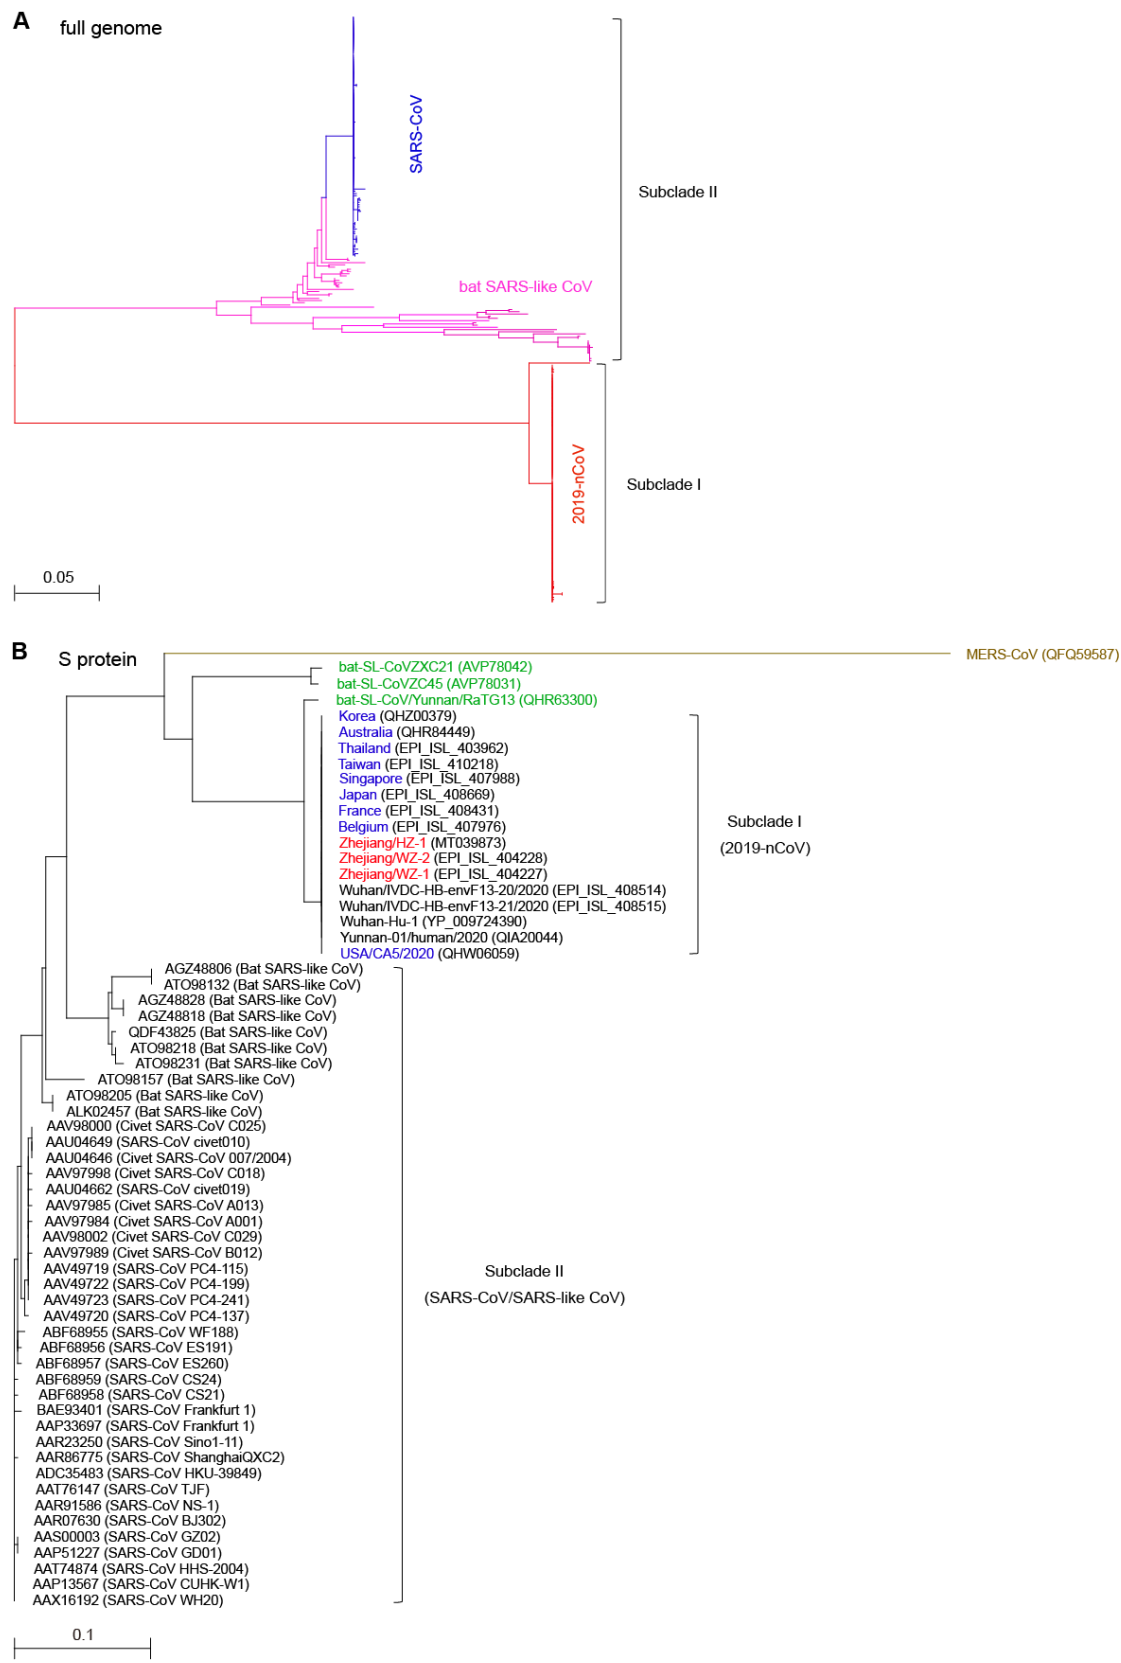 A full genome
SARS-CoV
Subclade II
bat SARS-like CoV
2019-nCoV
Subclade I
0.05
B S protein
MERS-CoV (QFQ59587)
bat-SL-CoVZXC21 (AVP78042)
bat-SL-CoVZC45 (AVP78031)
bat-SL-CoV/Yunnan/RaTG13 (QHR63300)
Korea (QHZ00379)
Australia (QHR84449)
Thailand (EPI_ISL_403962)
Taiwan (EPI_ISL_410218)
Singapore (EPI_ISL_407988)
Japan (EPI_ISL_408669)
France (EPI_ISL_408431)
Belgium (EPI_ISL_407976)
Zhejiang/HZ-1 (MT039873)
Zhejiang/WZ-2 (EPI_ISL_404228)
Zhejiang/WZ-1 (EPI_ISL_404227)
Wuhan/IVDC-HB-envF13-20/2020 (EPI_ISL_408514)
Wuhan/IVDC-HB-envF13-21/2020 (EPI_ISL_408515)
Wuhan-Hu-1 (YP_009724390)
Yunnan-01/human/2020 (QIA20044)
USA/CA5/2020 (QHW06059)
Subclade I
(2019-nCoV)
AGZ48806 (Bat SARS-like CoV)
ATO98132 (Bat SARS-like CoV)
AGZ48828 (Bat SARS-like CoV)
AGZ48818 (Bat SARS-like CoV)
QDF43825 (Bat SARS-like CoV)
ATO98218 (Bat SARS-like CoV)
ATO98231 (Bat SARS-like CoV)
ATO98157 (Bat SARS-like CoV)
ATO98205 (Bat SARS-like CoV)
ALK02457 (Bat SARS-like CoV)
AAV98000 (Civet SARS-CoV C025)
AAU04649 (SARS-CoV civet010)
AAU04646 (Civet SARS-CoV 007/2004)
AAV97998 (Civet SARS-CoV C018)
AAU04662 (SARS-CoV civet019)
AAV97985 (Civet SARS-CoV A013)
AAV97984 (Civet SARS-CoV A001)
AAV98002 (Civet SARS-CoV C029)
AAV97989 (Civet SARS-CoV B012)
AAV49719 (SARS-CoV PC4-115)
AAV49722 (SARS-CoV PC4-199)
AAV49723 (SARS-CoV PC4-241)
AAV49720 (SARS-CoV PC4-137)
ABF68955 (SARS-CoV WF188)
ABF68956 (SARS-CoV ES191)
ABF68957 (SARS-CoV ES260)
ABF68959 (SARS-CoV CS24)
ABF68958 (SARS-CoV CS21)
BAE93401 (SARS-CoV Frankfurt 1)
AAP33697 (SARS-CoV Frankfurt 1)
AAR23250 (SARS-CoV Sino1-11)
AAR86775 (SARS-CoV ShanghaiQXC2)
ADC35483 (SARS-CoV HKU-39849)
AAT76147 (SARS-CoV TJF)
AAR91586 (SARS-CoV NS-1)
AAR07630 (SARS-CoV BJ302)
AAS00003 (SARS-CoV GZ02)
AAP51227 (SARS-CoV GD01)
AAT74874 (SARS-CoV HHS-2004)
AAP13567 (SARS-CoV CUHK-W1)
AAX16192 (SARS-CoV WH20)
Subclade II
(SARS-CoV/SARS-like CoV)
0.1